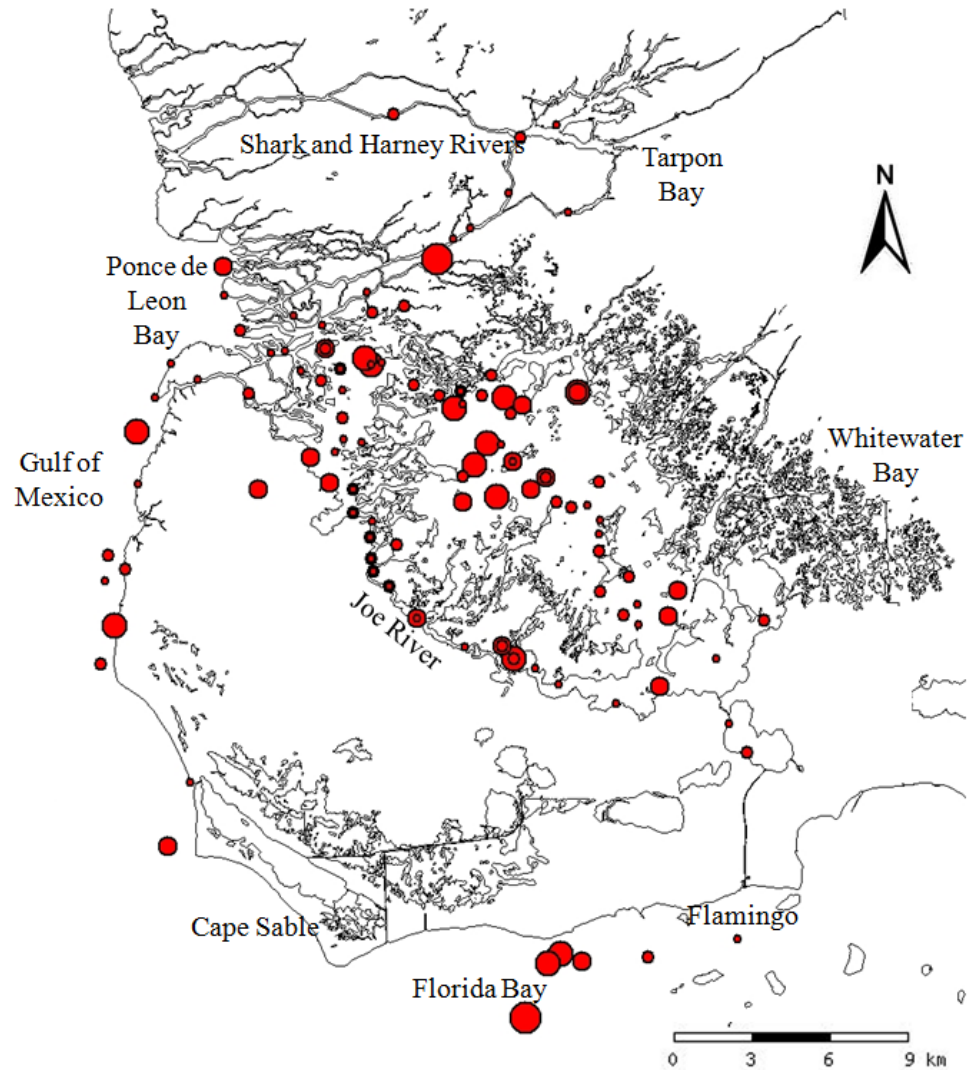 Shark and Harney Rivers
Tarpon
Bay
N
Ponce de
Leon
Bay
Gulf of
Mexico
Whitewater
Bay
Joe River
Cape Sable
Flamingo
Florida Bay
0 3 6 9 km